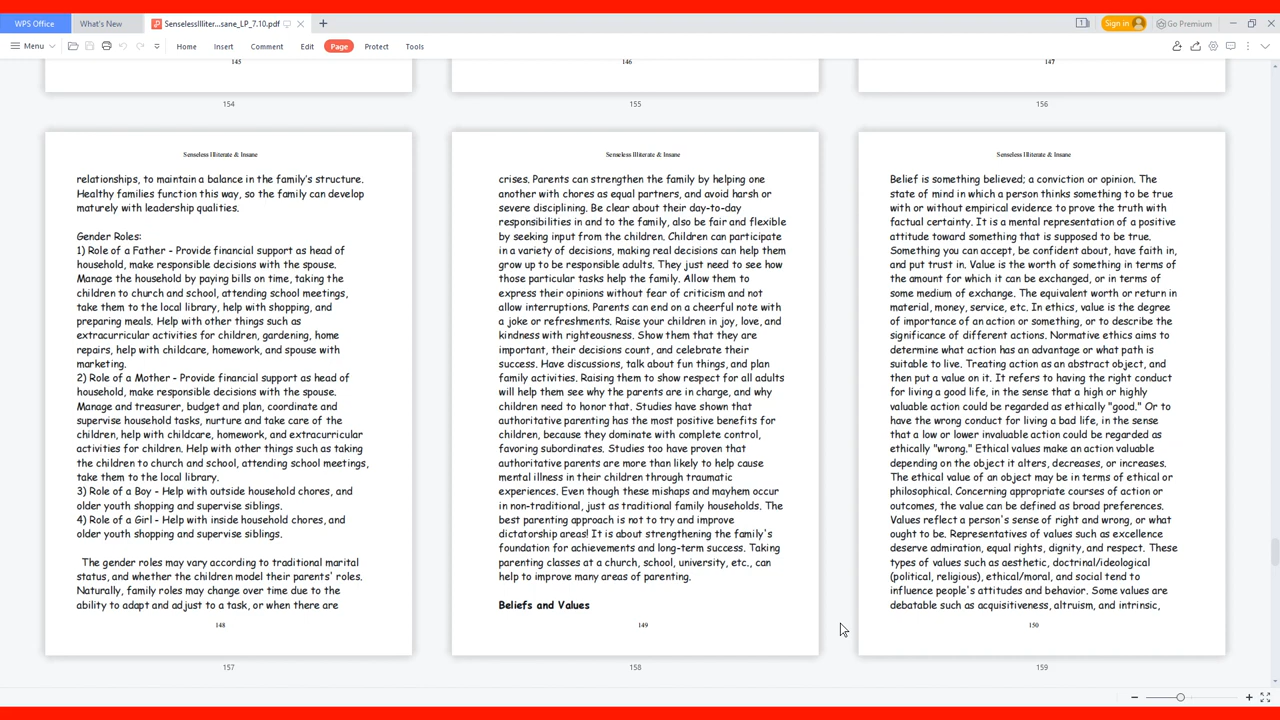 WPS Office
What's New
SenselessIlliter...sane_LP_7.10.pdf
1
Sign in
Go Premium
Menu
Home
Insert
Comment
Edit
Page
Protect
Tools
145
146
147
154
155
156
Senseless Illiterate & Insane
relationships, to maintain a balance in the family's structure.
Healthy families function this way, so the family can develop
maturely with leadership qualities.
Gender Roles:
1) Role of a Father - Provide financial support as head of
household, make responsible decisions with the spouse.
Manage the household by paying bills on time, taking the
children to church and school, attending school meetings,
take them to the local library, help with shopping, and
preparing meals. Help with other things such as
extracurricular activities for children, gardening, home
repairs, help with childcare, homework, and spouse with
marketing.
2) Role of a Mother - Provide financial support as head of
household, make responsible decisions with the spouse.
Manage and treasurer, budget and plan, coordinate and
supervise household tasks, nurture and take care of the
children, help with childcare, homework, and extracurricular
activities for children. Help with other things such as taking
the children to church and school, attending school meetings,
take them to the local library.
3) Role of a Boy - Help with outside household chores, and
older youth shopping and supervise siblings.
4) Role of a Girl - Help with inside household chores, and
older youth shopping and supervise siblings.
The gender roles may vary according to traditional marital
status, and whether the children model their parents' roles.
Naturally, family roles may change over time due to the
ability to adapt and adjust to a task, or when there are
148
157
Senseless Illiterate & Insane
crises. Parents can strengthen the family by helping one
another with chores as equal partners, and avoid harsh or
severe disciplining. Be clear about their day-to-day
responsibilities in and to the family, also be fair and flexible
by seeking input from the children. Children can participate
in a variety of decisions, making real decisions can help them
grow up to be responsible adults. They just need to see how
those particular tasks help the family. Allow them to
express their opinions without fear of criticism and not
allow interruptions. Parents can end on a cheerful note with
a joke or refreshments. Raise your children in joy, love, and
kindness with righteousness. Show them that they are
important, their decisions count, and celebrate their
success. Have discussions, talk about fun things, and plan
family activities. Raising them to show respect for all adults
will help them see why the parents are in charge, and why
children need to honor that. Studies have shown that
authoritative parenting has the most positive benefits for
children, because they dominate with complete control,
favoring subordinates. Studies too have proven that
authoritative parents are more than likely to help cause
mental illness in their children through traumatic
experiences. Even though these mishaps and mayhem occur
in non-traditional, just as traditional family households. The
best parenting approach is not to try and improve
dictatorship areas! It is about strengthening the family's
foundation for achievements and long-term success. Taking
parenting classes at a church, school, university, etc., can
help to improve many areas of parenting.
Beliefs and Values
149
158
Senseless Illiterate & Insane
Belief is something believed; a conviction or opinion. The
state of mind in which a person thinks something to be true
with or without empirical evidence to prove the truth with
factual certainty. It is a mental representation of a positive
attitude toward something that is supposed to be true.
Something you can accept, be confident about, have faith in,
and put trust in. Value is the worth of something in terms of
the amount for which it can be exchanged, or in terms of
some medium of exchange. The equivalent worth or return in
material, money, service, etc. In ethics, value is the degree
of importance of an action or something, or to describe the
significance of different actions. Normative ethics aims to
determine what action has an advantage or what path is
suitable to live. Treating action as an abstract object, and
then put a value on it. It refers to having the right conduct
for living a good life, in the sense that a high or highly
valuable action could be regarded as ethically "good." Or to
have the wrong conduct for living a bad life, in the sense
that a low or lower invaluable action could be regarded as
ethically "wrong." Ethical values make an action valuable
depending on the object it alters, decreases, or increases.
The ethical value of an object may be in terms of ethical or
philosophical. Concerning appropriate courses of action or
outcomes, the value can be defined as broad preferences.
Values reflect a person's sense of right and wrong, or what
ought to be. Representatives of values such as excellence
deserve admiration, equal rights, dignity, and respect. These
types of values such as aesthetic, doctrinal/ideological
(political, religious), ethical/moral, and social tend to
influence people's attitudes and behavior. Some values are
debatable such as acquisitiveness, altruism, and intrinsic,
150
159